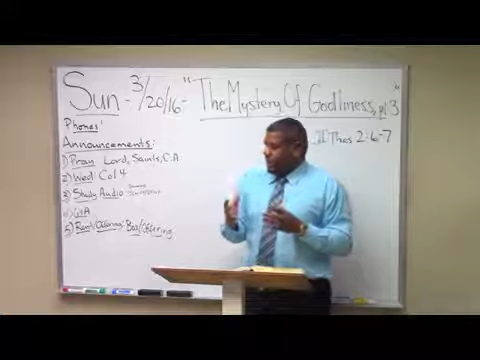 Sun - 3/20/16 - "The Mystery Of Godliness, pt 3"
Phones!
II Thes 2:6-7
Announcements:
1) Pray Lord, Saints, C.A.
2) Wed Col 4
3) Study Audio
4) Q&A
5) Rent/Offering: Box/Offering